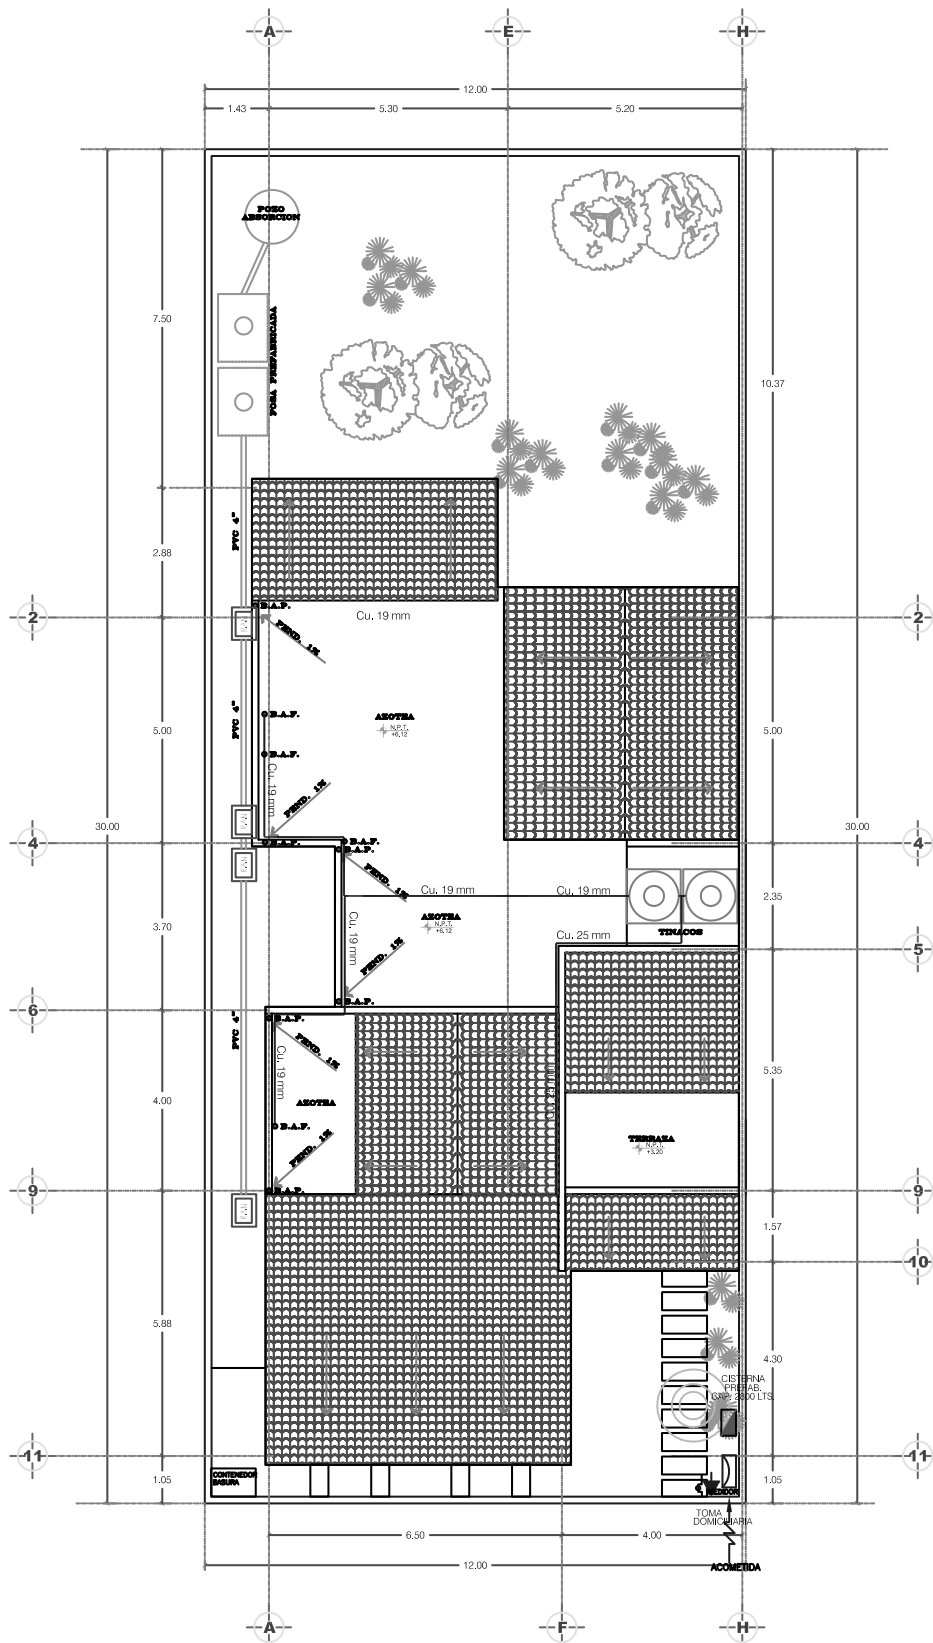 A
E
H
12.00
1.43
5.30
5.20
POZO
ABSORCION
7.50
FOSA PREFABRICADA
10.37
PVC 4"
2.88
B.A.P.
Cu. 19 mm
2
2
PEND. 1%
PVC 4"
B.A.F.
AZOTEA
N.P.T.
+6.12
5.00
5.00
B.A.F.
Cu. 19 mm
PEND. 1%
30.00
30.00
4
B.A.P.
B.A.F.
B.A.P.
4
PEND. 1%
Cu. 19 mm
Cu. 19 mm
2.35
AZOTEA
N.P.T.
+6.12
3.70
Cu. 19 mm
TINACOS
Cu. 25 mm
5
PEND. 1%
6
B.A.P.
B.A.P.
PVC 4"
PEND. 1%
Cu. 19 mm
5.35
4.00
AZOTEA
B.A.F.
PEND. 1%
TERRAZA
N.P.T.
+3.20
9
B.A.P.
9
1.57
10
5.88
4.30
CISTERNA
PREFAB.
CAP. 2800 LTS.
11
11
1.05
CONTENEDOR
BASURA
1.05
MEDIDOR
TOMA
DOMICILIARIA
6.50
4.00
12.00
ACOMETIDA
A
F
H